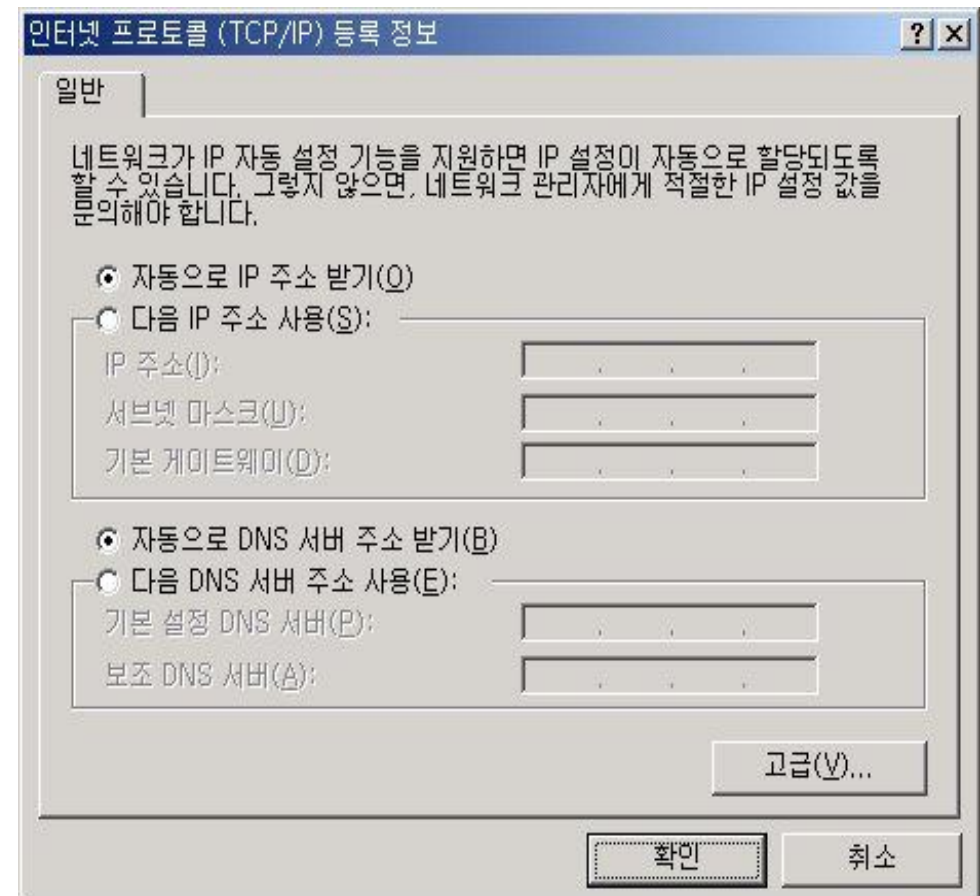 인터넷 프로토콜 (TCP/IP) 등록 정보
일반
네트워크가 IP 자동 설정 기능을 지원하면 IP 설정이 자동으로 할당되도록
할 수 있습니다. 그렇지 않으면, 네트워크 관리자에게 적절한 IP 설정 값을
문의해야 합니다.
자동으로 IP 주소 받기(O)
다음 IP 주소 사용(S):
IP 주소(I):
서브넷 마스크(U):
기본 게이트웨이(D):
자동으로 DNS 서버 주소 받기(B)
다음 DNS 서버 주소 사용(E):
기본 설정 DNS 서버(P):
보조 DNS 서버(A):
고급(V)...
확인
취소